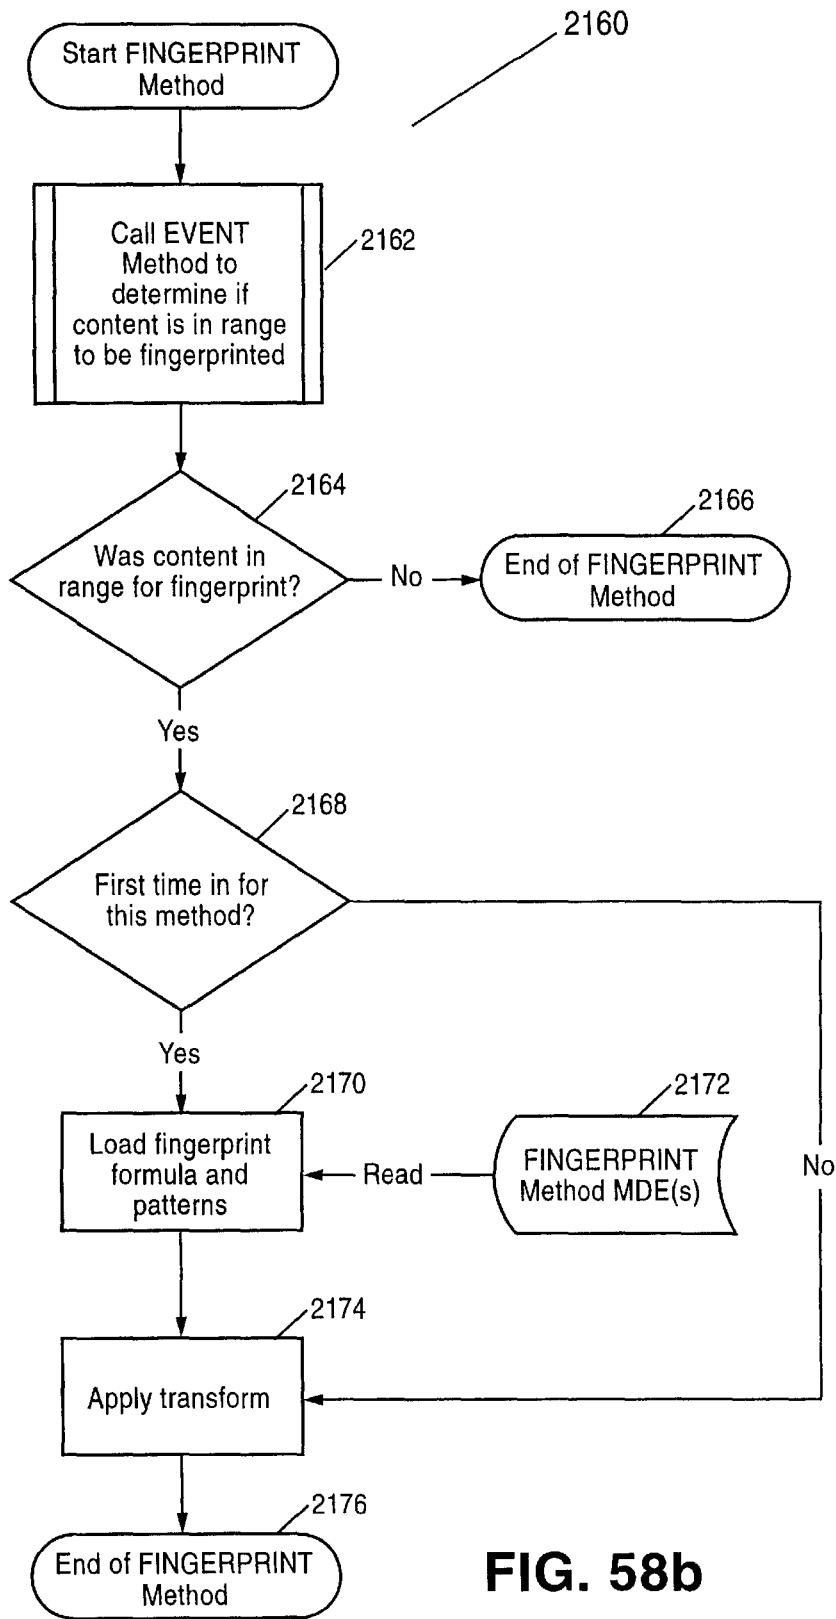 2160
Start FINGERPRINT
Method
Call EVENT
Method to
determine if
content is in range
to be fingerprinted
2162
2164
Was content in
range for fingerprint?
No
2166
End of FINGERPRINT
Method
Yes
2168
First time in for
this method?
Yes
2170
Load fingerprint
formula and
patterns
Read
2172
FINGERPRINT
Method MDE(s)
No
2174
Apply transform
2176
End of FINGERPRINT
Method
FIG. 58b